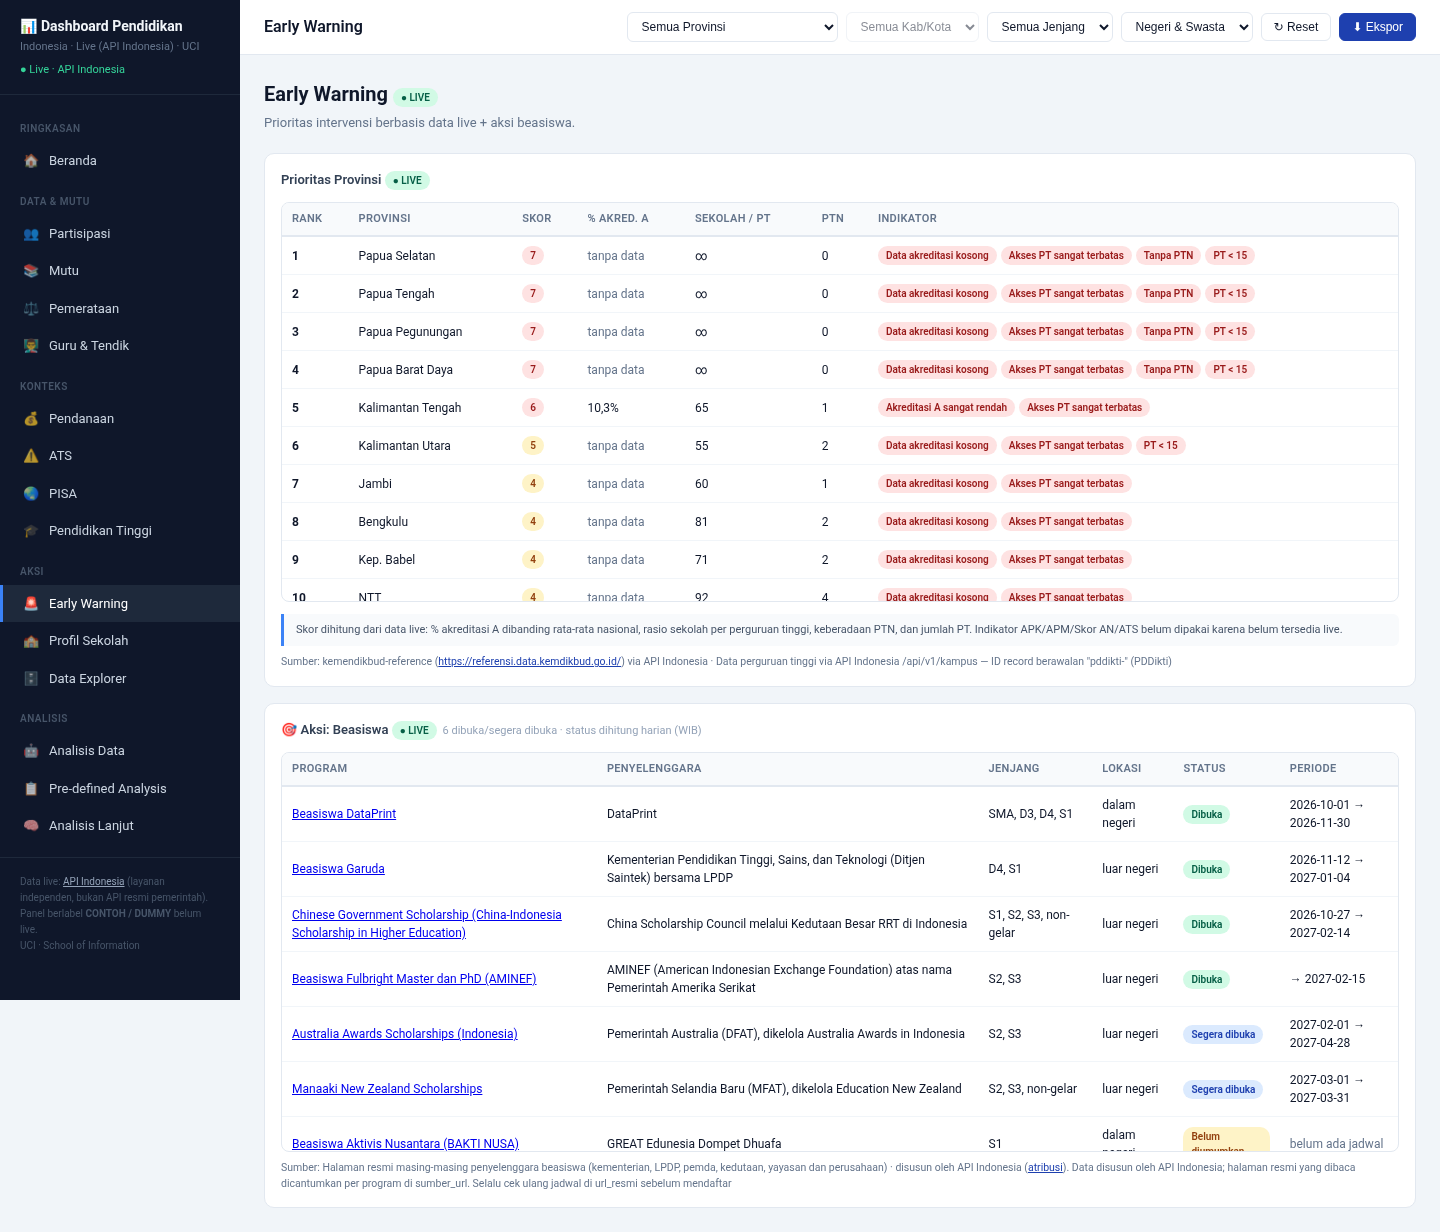 📊 Dashboard Pendidikan
Indonesia · Live (API Indonesia) · UCI
● Live · API Indonesia
RINGKASAN
Beranda
DATA & MUTU
Partisipasi
Mutu
Pemerataan
Guru & Tendik
KONTEKS
Pendanaan
ATS
PISA
Pendidikan Tinggi
AKSI
Early Warning
Profil Sekolah
Data Explorer
ANALISIS
Analisis Data
Pre-defined Analysis
Analisis Lanjut
Data live: API Indonesia (layanan
independen, bukan API resmi pemerintah).
Panel berlabel CONTOH / DUMMY belum
live.
UCI · School of Information
Early Warning
Semua Provinsi
Semua Kab/Kota
Semua Jenjang
Negeri & Swasta
↻ Reset
⬇ Ekspor
Early Warning ● LIVE
Prioritas intervensi berbasis data live + aksi beasiswa.
Prioritas Provinsi ● LIVE
RANK PROVINSI SKOR % AKRED. A SEKOLAH / PT PTN INDIKATOR
1 Papua Selatan 7 tanpa data ∞ 0 Data akreditasi kosong Akses PT sangat terbatas Tanpa PTN PT < 15
2 Papua Tengah 7 tanpa data ∞ 0 Data akreditasi kosong Akses PT sangat terbatas Tanpa PTN PT < 15
3 Papua Pegunungan 7 tanpa data ∞ 0 Data akreditasi kosong Akses PT sangat terbatas Tanpa PTN PT < 15
4 Papua Barat Daya 7 tanpa data ∞ 0 Data akreditasi kosong Akses PT sangat terbatas Tanpa PTN PT < 15
5 Kalimantan Tengah 6 10,3% 65 1 Akreditasi A sangat rendah Akses PT sangat terbatas
6 Kalimantan Utara 5 tanpa data 55 2 Data akreditasi kosong Akses PT sangat terbatas PT < 15
7 Jambi 4 tanpa data 60 1 Data akreditasi kosong Akses PT sangat terbatas
8 Bengkulu 4 tanpa data 81 2 Data akreditasi kosong Akses PT sangat terbatas
9 Kep. Babel 4 tanpa data 71 2 Data akreditasi kosong Akses PT sangat terbatas
10 NTT 4 tanpa data 92 4 Data akreditasi kosong Akses PT sangat terbatas
Skor dihitung dari data live: % akreditasi A dibanding rata-rata nasional, rasio sekolah per perguruan tinggi, keberadaan PTN, dan jumlah PT. Indikator APK/APM/Skor AN/ATS belum dipakai karena belum tersedia live.
Sumber: kemendikbud-reference (https://referensi.data.kemdikbud.go.id/) via API Indonesia · Data perguruan tinggi via API Indonesia /api/v1/kampus — ID record berawalan "pddikti-" (PDDikti)
🎯 Aksi: Beasiswa ● LIVE 6 dibuka/segera dibuka · status dihitung harian (WIB)
PROGRAM PENYELENGGARA JENJANG LOKASI STATUS PERIODE
Beasiswa DataPrint DataPrint SMA, D3, D4, S1 dalam negeri Dibuka 2026-10-01 → 2026-11-30
Beasiswa Garuda Kementerian Pendidikan Tinggi, Sains, dan Teknologi (Ditjen Saintek) bersama LPDP D4, S1 luar negeri Dibuka 2026-11-12 → 2027-01-04
Chinese Government Scholarship (China-Indonesia Scholarship in Higher Education) China Scholarship Council melalui Kedutaan Besar RRT di Indonesia S1, S2, S3, non-gelar luar negeri Dibuka 2026-10-27 → 2027-02-14
Beasiswa Fulbright Master dan PhD (AMINEF) AMINEF (American Indonesian Exchange Foundation) atas nama Pemerintah Amerika Serikat S2, S3 luar negeri Dibuka → 2027-02-15
Australia Awards Scholarships (Indonesia) Pemerintah Australia (DFAT), dikelola Australia Awards in Indonesia S2, S3 luar negeri Segera dibuka 2027-02-01 → 2027-04-28
Manaaki New Zealand Scholarships Pemerintah Selandia Baru (MFAT), dikelola Education New Zealand S2, S3, non-gelar luar negeri Segera dibuka 2027-03-01 → 2027-03-31
Beasiswa Aktivis Nusantara (BAKTI NUSA) GREAT Edunesia Dompet Dhuafa S1 dalam negeri Belum diumumkan belum ada jadwal
Sumber: Halaman resmi masing-masing penyelenggara beasiswa (kementerian, LPDP, pemda, kedutaan, yayasan dan perusahaan) · disusun oleh API Indonesia (atribusi). Data disusun oleh API Indonesia; halaman resmi yang dibaca
dicantumkan per program di sumber_url. Selalu cek ulang jadwal di url_resmi sebelum mendaftar